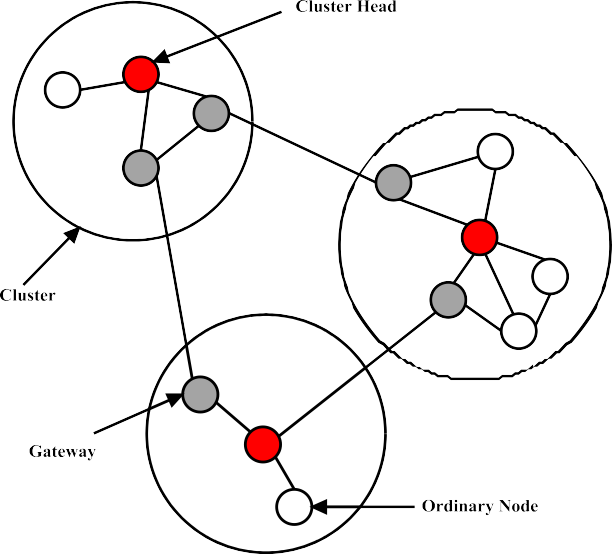 Cluster Head
Cluster
Gateway
Ordinary Node